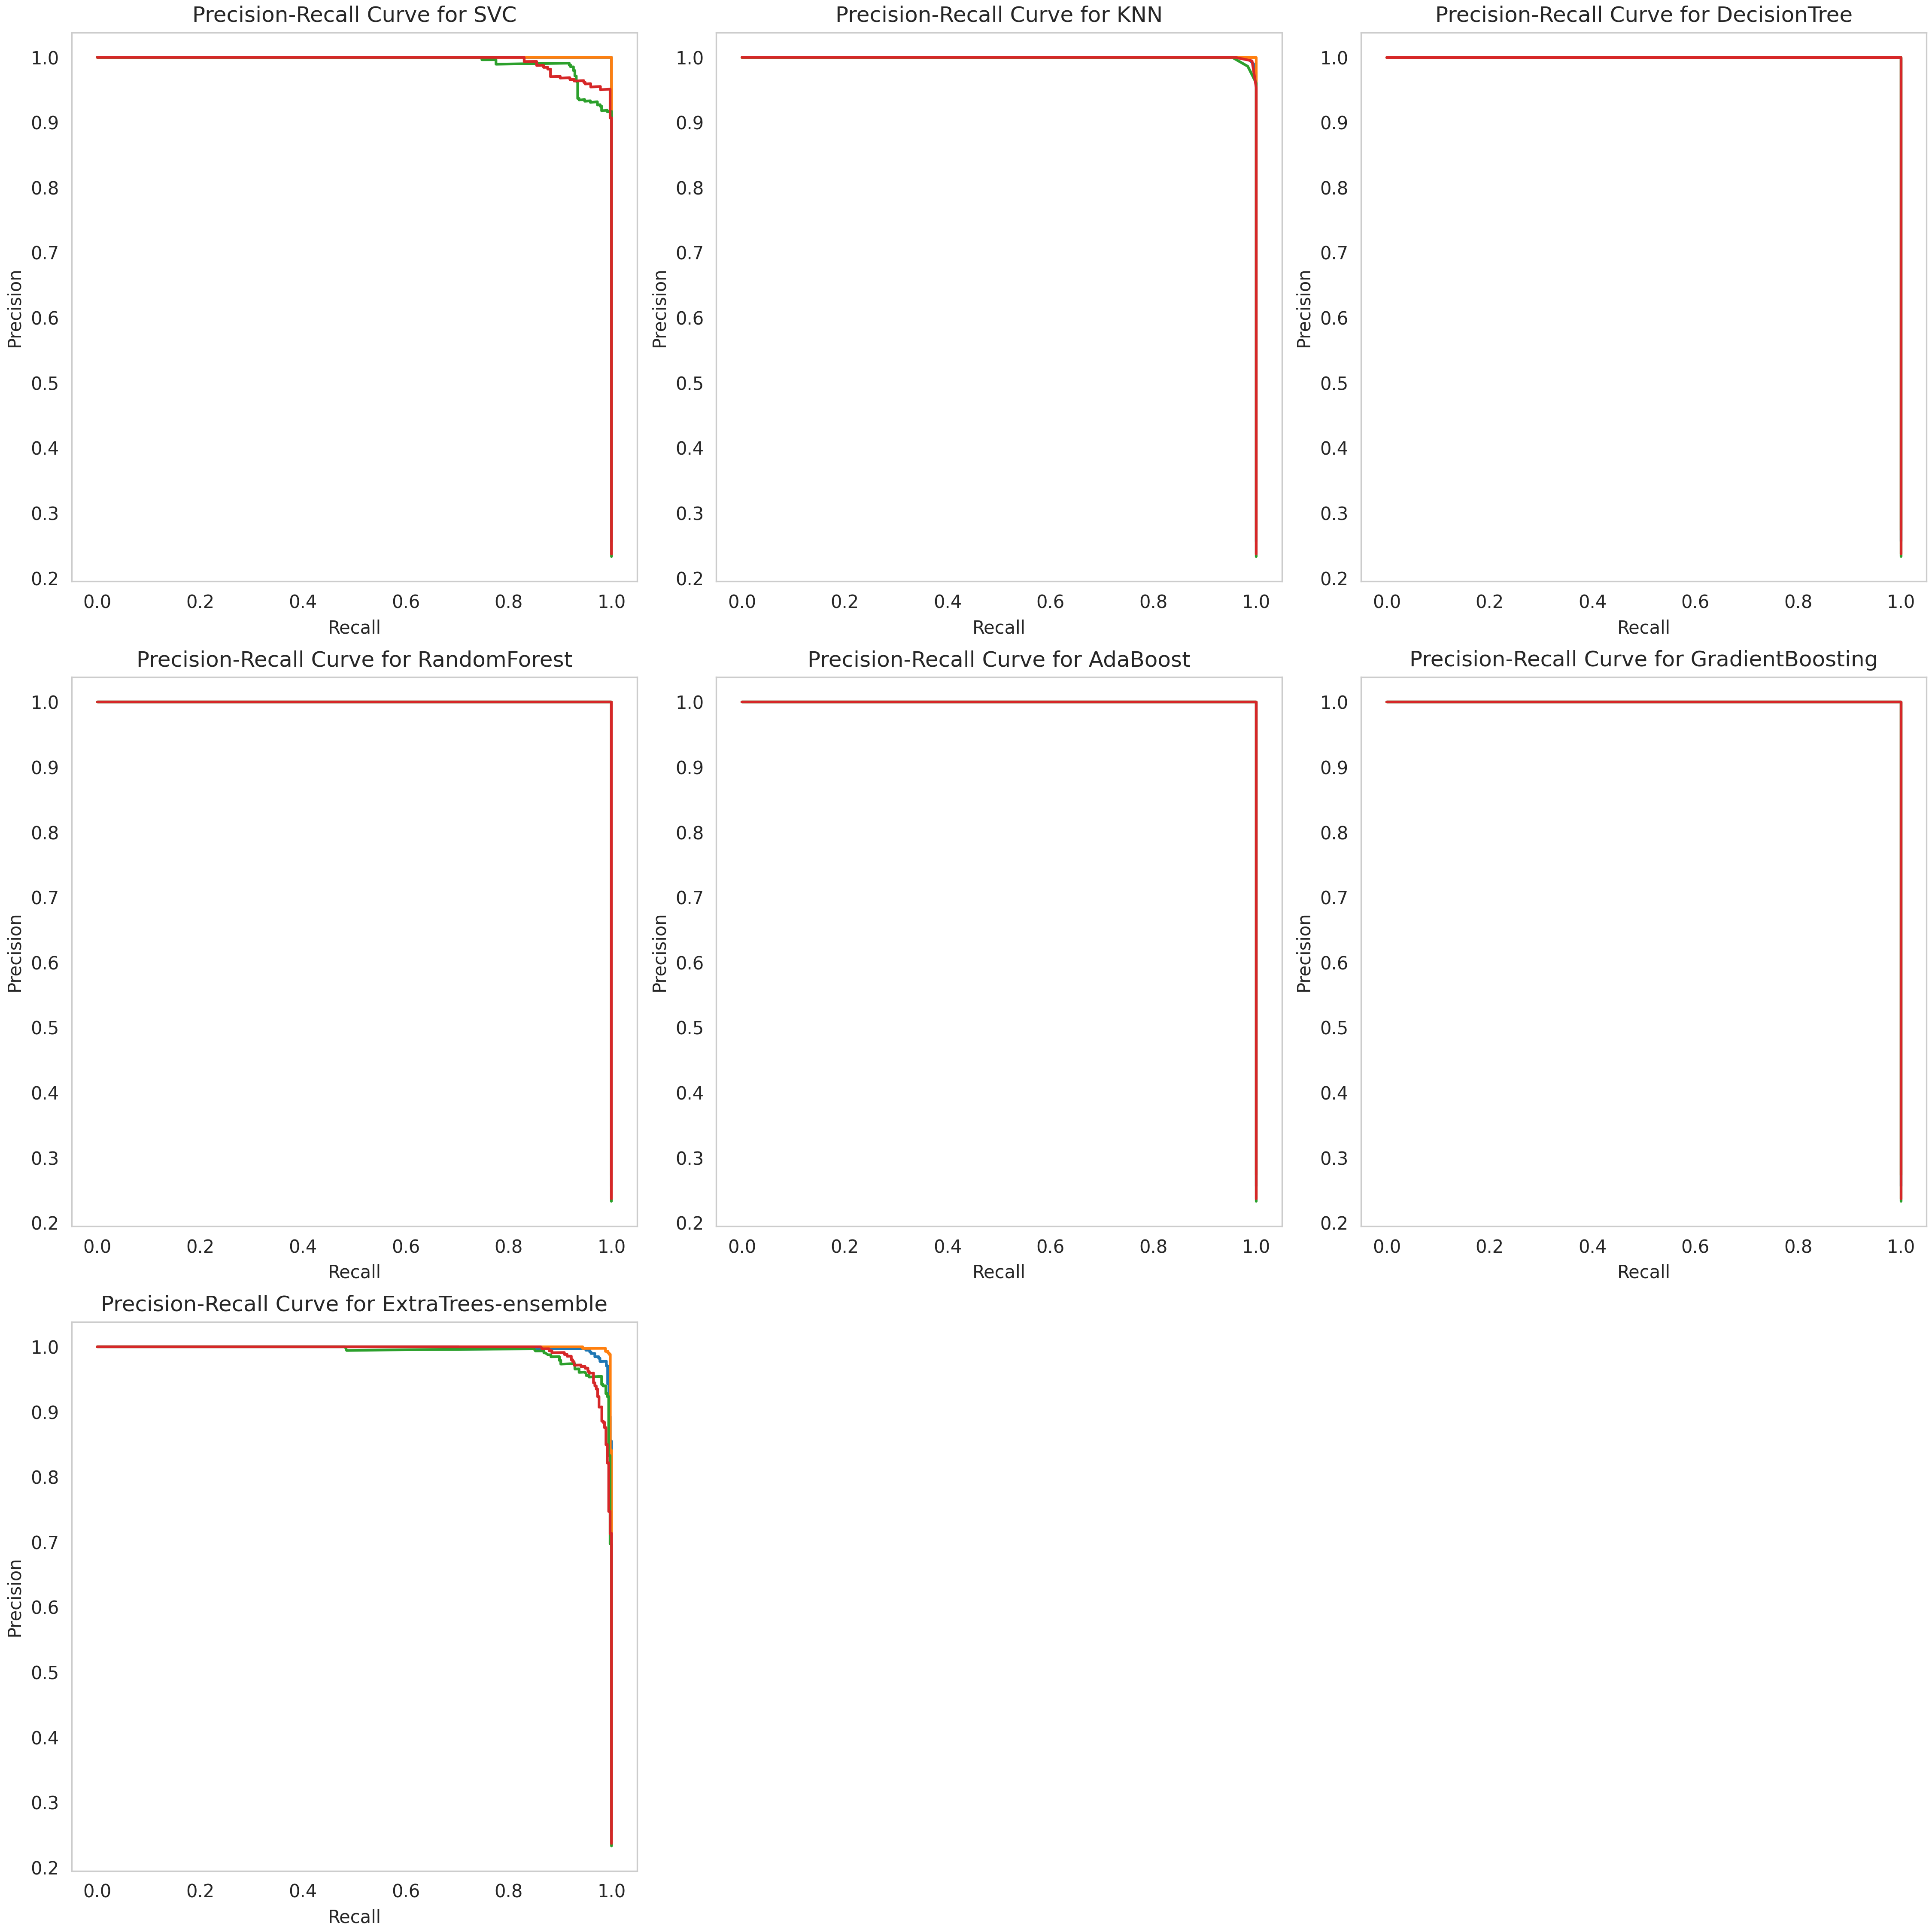 Precision-Recall Curve for SVC
1.0
0.9
0.8
0.7
0.6
0.5
0.4
0.3
0.2
Precision
0.0 0.2 0.4 0.6 0.8 1.0
Recall
Precision-Recall Curve for KNN
1.0
0.9
0.8
0.7
0.6
0.5
0.4
0.3
0.2
Precision
0.0 0.2 0.4 0.6 0.8 1.0
Recall
Precision-Recall Curve for DecisionTree
1.0
0.9
0.8
0.7
0.6
0.5
0.4
0.3
0.2
Precision
0.0 0.2 0.4 0.6 0.8 1.0
Recall
Precision-Recall Curve for RandomForest
1.0
0.9
0.8
0.7
0.6
0.5
0.4
0.3
0.2
Precision
0.0 0.2 0.4 0.6 0.8 1.0
Recall
Precision-Recall Curve for AdaBoost
1.0
0.9
0.8
0.7
0.6
0.5
0.4
0.3
0.2
Precision
0.0 0.2 0.4 0.6 0.8 1.0
Recall
Precision-Recall Curve for GradientBoosting
1.0
0.9
0.8
0.7
0.6
0.5
0.4
0.3
0.2
Precision
0.0 0.2 0.4 0.6 0.8 1.0
Recall
Precision-Recall Curve for ExtraTrees-ensemble
1.0
0.9
0.8
0.7
0.6
0.5
0.4
0.3
0.2
Precision
0.0 0.2 0.4 0.6 0.8 1.0
Recall